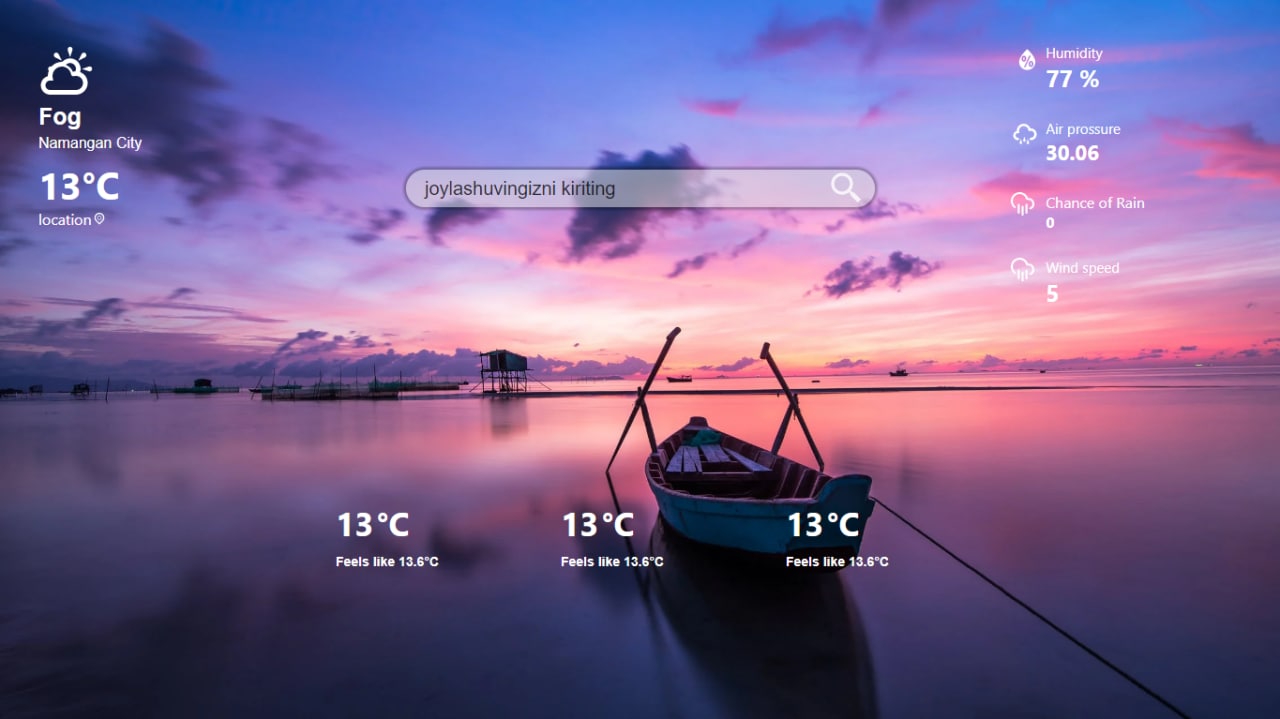 Fog
Namangan City
13°C
location
joylashuvingizni kiriting
Humidity
77 %
Air prossure
30.06
Chance of Rain
0
Wind speed
5
13°C
Feels like 13.6°C
13°C
Feels like 13.6°C
13°C
Feels like 13.6°C